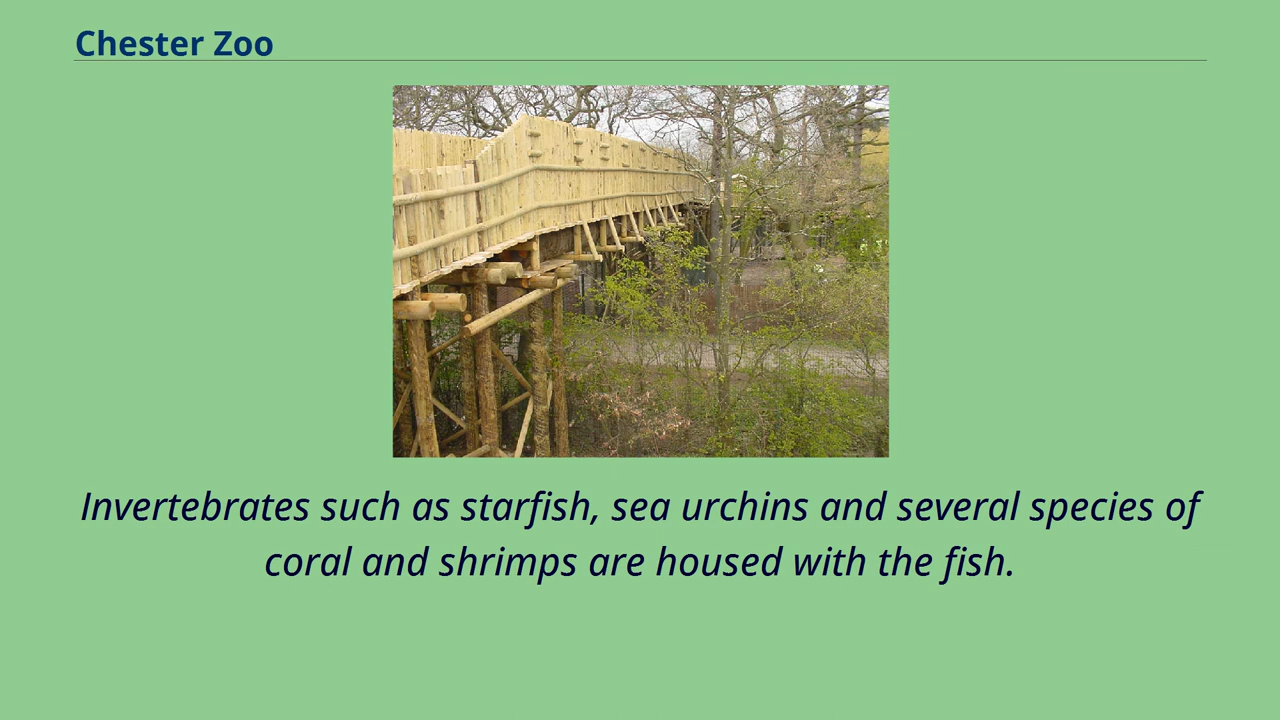 Chester Zoo
Invertebrates such as starfish, sea urchins and several species of
coral and shrimps are housed with the fish.